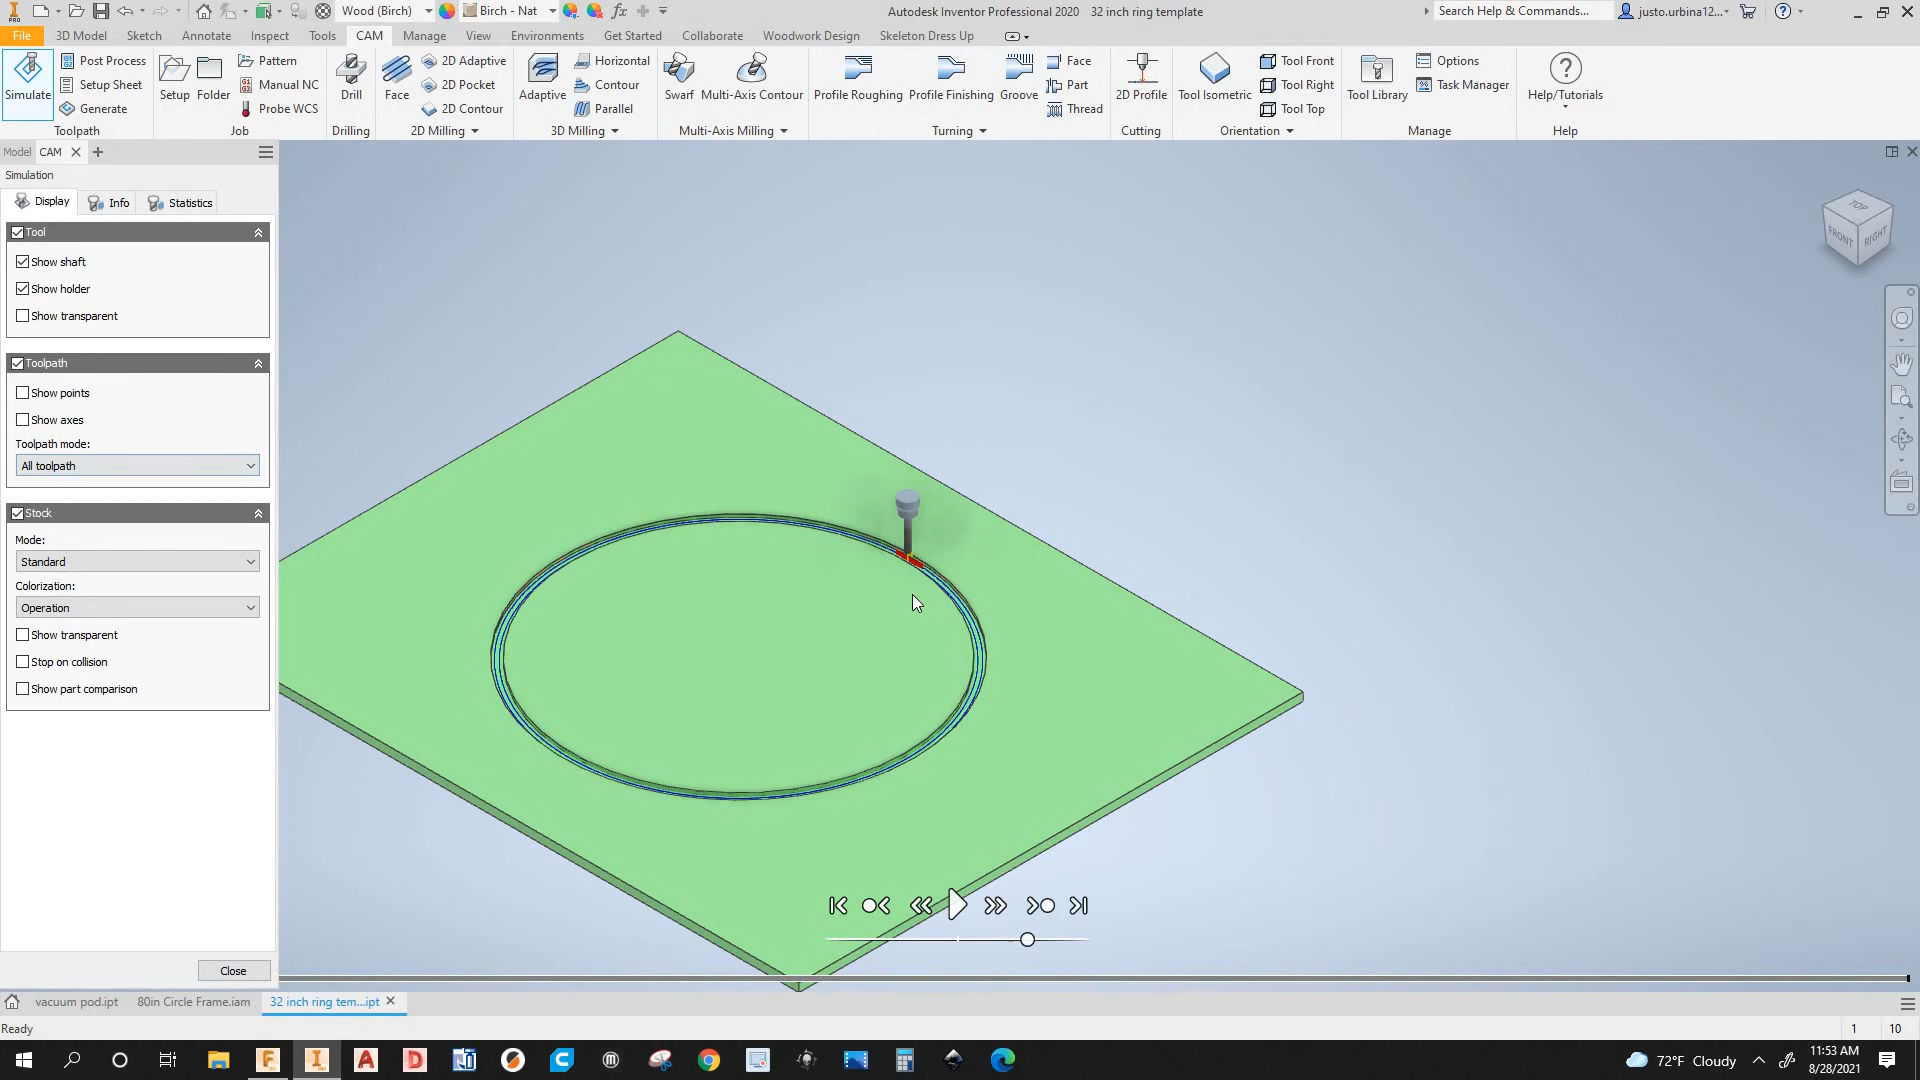 Wood (Birch)
Birch - Nat
Autodesk Inventor Professional 2020 32 inch ring template
Search Help & Commands...
justo.urbina12...
File 3D Model Sketch Annotate Inspect Tools CAM Manage View Environments Get Started Collaborate Woodwork Design Skeleton Dress Up
Simulate
Post Process
Setup Sheet
Generate
Toolpath
Setup
Folder
Pattern
Manual NC
Probe WCS
Job
Drill
Drilling
Face
2D Adaptive
2D Pocket
2D Contour
2D Milling
Adaptive
Horizontal
Contour
Parallel
3D Milling
Swarf
Multi-Axis Contour
Multi-Axis Milling
Profile Roughing
Profile Finishing
Groove
Face
Part
Thread
Turning
2D Profile
Cutting
Tool Isometric
Tool Front
Tool Right
Tool Top
Orientation
Tool Library
Options
Task Manager
Manage
Help/Tutorials
Help
Model CAM
Simulation
Display Info Statistics
Tool
Show shaft
Show holder
Show transparent
Toolpath
Show points
Show axes
Toolpath mode:
All toolpath
Stock
Mode:
Standard
Colorization:
Operation
Show transparent
Stop on collision
Show part comparison
Close
TOP
FRONT
RIGHT
vacuum pod.ipt 80in Circle Frame.iam 32 inch ring tem...ipt
Ready
1 10
72°F Cloudy
11:53 AM
8/28/2021